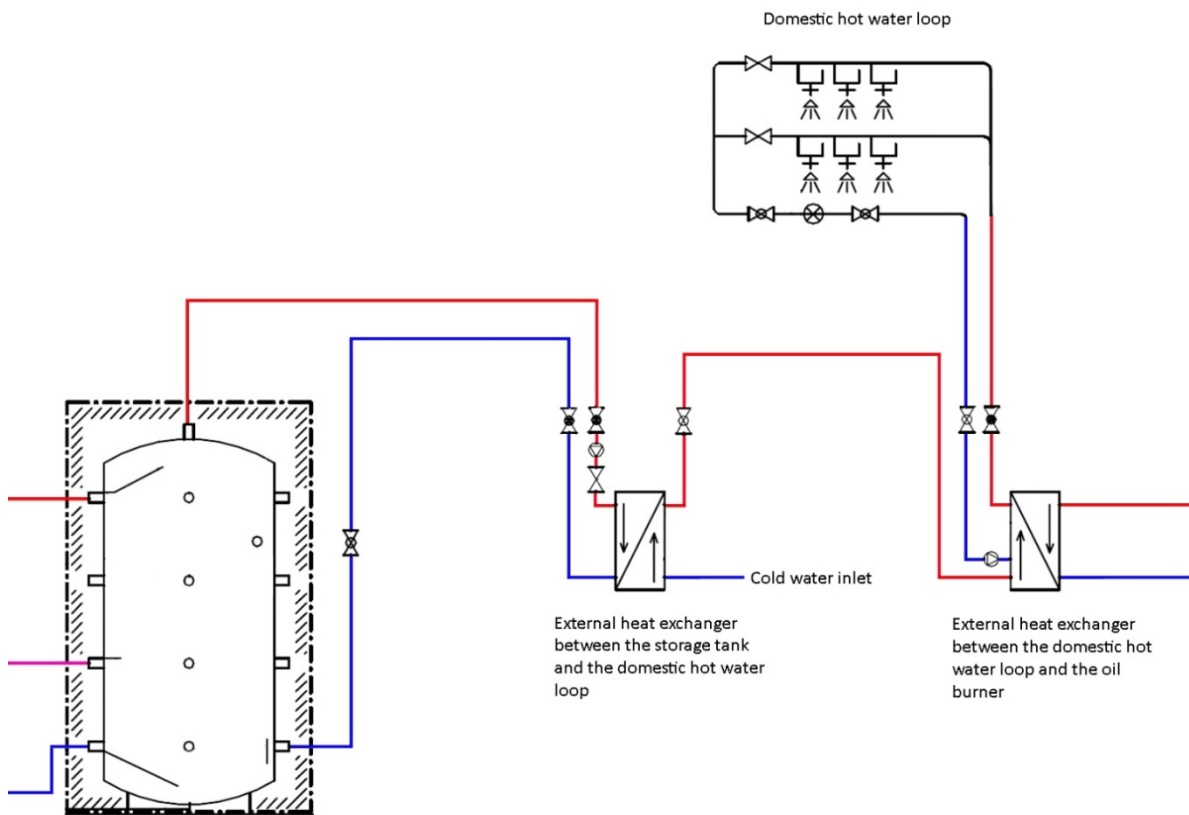 Domestic hot water loop
Cold water inlet
External heat exchanger
between the storage tank
and the domestic hot water
loop
External heat exchanger
between the domestic hot
water loop and the oil
burner